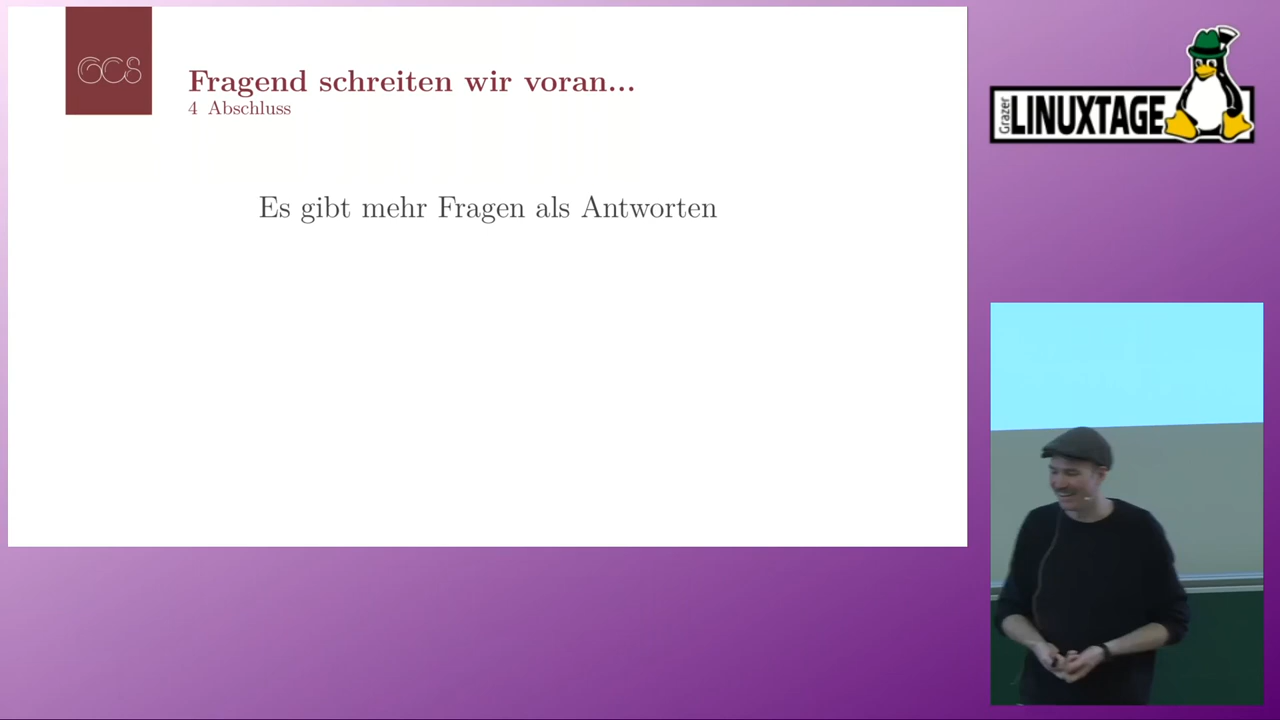 GCS
Fragend schreiten wir voran...
4 Abschluss
Es gibt mehr Fragen als Antworten
Grazer
LINUXTAGE